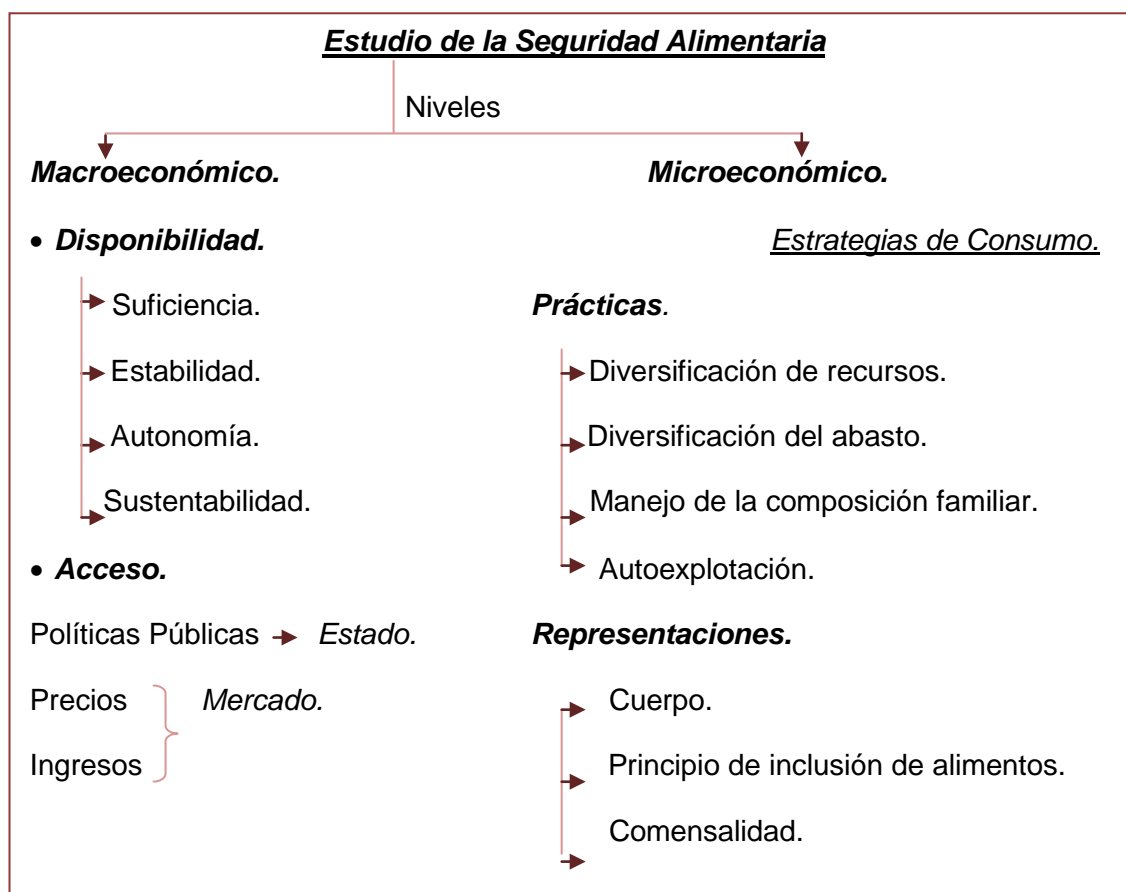 Estudio de la Seguridad Alimentaria
Niveles
Macroeconómico.
Microeconómico.
• Disponibilidad.
Estrategias de Consumo.
Suficiencia.
Prácticas.
Estabilidad.
Diversificación de recursos.
Autonomía.
Diversificación del abasto.
Sustentabilidad.
Manejo de la composición familiar.
• Acceso.
Autoexplotación.
Políticas Públicas
Estado.
Representaciones.
Precios
Mercado.
Cuerpo.
Ingresos
Principio de inclusión de alimentos.
Comensalidad.